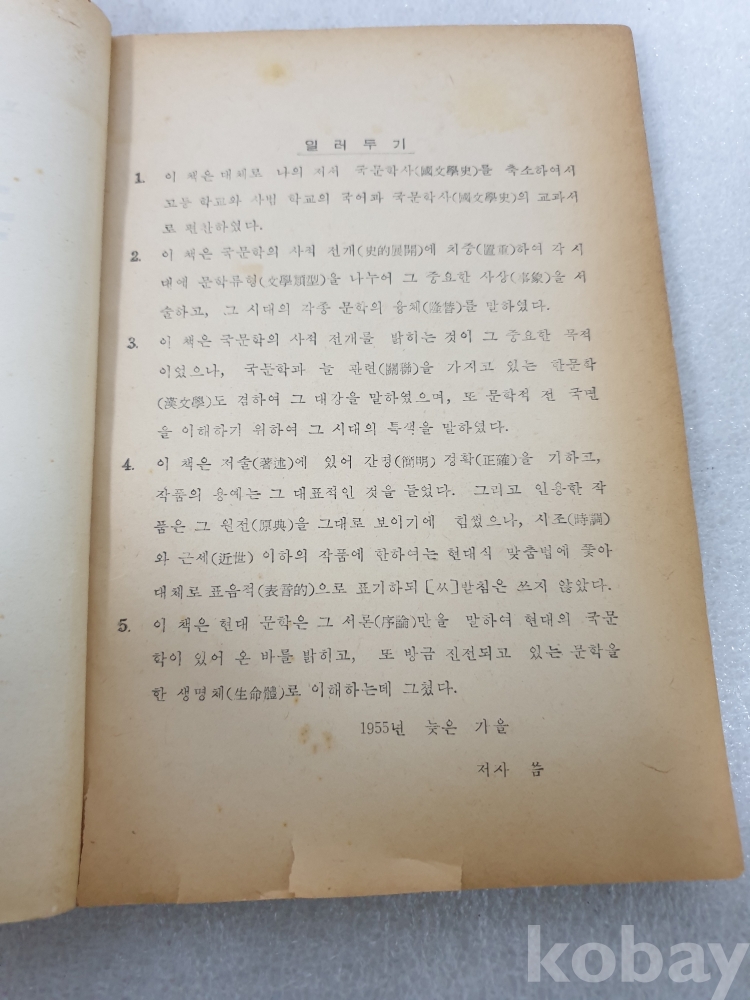 일 러 두 기
1. 이 책은 대체로 나의 저서 국문학사(國文學史)를 축소하여서
고등 학교와 사범 학교의 국어과 국문학사(國文學史)의 교과서
로 편찬하였다.
2. 이 책은 국문학의 사적 전개(史的展開)에 치중(置重)하여 각 시
대에 문학류형(文學類型)을 나누어 그 중요한 사상(事象)을 서
술하고, 그 시대의 각종 문학의 융체(隆替)를 말하였다.
3. 이 책은 국문학의 사적 전개를 밝히는 것이 그 중요한 목적
이었으나, 국문학과 늘 관련(關聯)을 가지고 있는 한문학
(漢文學)도 겸하여 그 대강을 말하였으며, 또 문학적 전 국면
을 이해하기 위하여 그 시대의 특색을 말하였다.
4. 이 책은 저술(著述)에 있어 간명(簡明) 정확(正確)을 기하고,
작품의 용예는 그 대표적인 것을 들었다. 그리고 인용한 작
품은 그 원전(原典)을 그대로 보이기에 힘썼으나, 시조(時調)
와 근세(近世) 이하의 작품에 한하여는 현대식 맞춤법에 쫓아
대체로 표음적(表音的)으로 표기하되 [ㅆ]받침은 쓰지 않았다.
5. 이 책은 현대 문학은 그 서론(序論)만을 말하여 현대의 국문
학이 있어 온 바를 밝히고, 또 방금 진전되고 있는 문학을
한 생명체(生命體)로 이해하는데 그쳤다.
1955년 늦은 가을
저자 씀
kobay